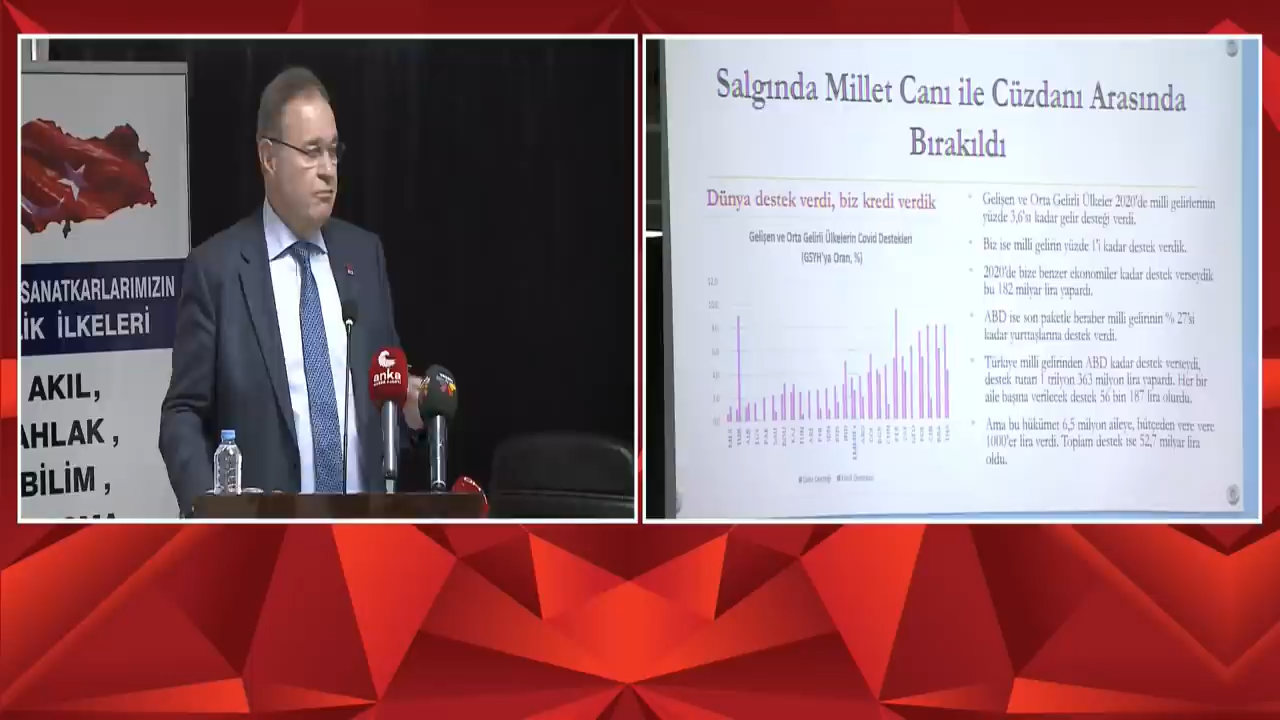 SANATKARLARIMIZIN
LİK İLKELERİ
AKIL,
AHLAK ,
BİLİM ,
anka
Salgında Millet Canı ile Cüzdanı Arasında
Bırakıldı
Dünya destek verdi, biz kredi verdik
Gelişen ve Orta Gelirli Ülkelerin Covid Destekleri
(GSYH'ya Oran, %)
Gelişen ve Orta Gelirli Ülkeler 2020'de milli gelirlerinin
yüzde 3,6'sı kadar gelir desteği verdi.
Biz ise milli gelirin yüzde 1'i kadar destek verdik.
2020'de bize benzer ekonomiler kadar destek verseydik
bu 182 milyar lira yapardı.
ABD ise son paketle beraber milli gelirinin % 27'si
kadar yurttaşlarına destek verdi.
Türkiye milli gelirinden ABD kadar destek verseydi,
destek tutarı 1 trilyon 363 milyon lira yapardı. Her bir
aile başına verilecek destek 56 bin 187 lira olurdu.
Ama bu hükümet 6,5 milyon aileye, bütçeden vere vere
1000'er lira verdi. Toplam destek ise 52,7 milyar lira
oldu.